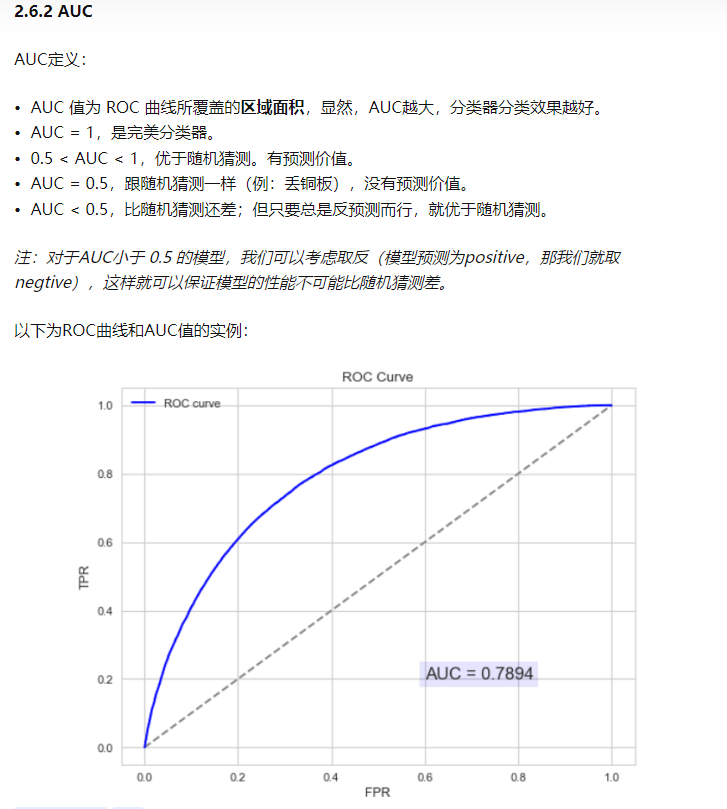 2.6.2 AUC
AUC定义：
• AUC 值为 ROC 曲线所覆盖的区域面积，显然，AUC越大，分类器分类效果越好。
• AUC = 1，是完美分类器。
• 0.5 < AUC < 1，优于随机猜测。有预测价值。
• AUC = 0.5，跟随机猜测一样（例：丢铜板），没有预测价值。
• AUC < 0.5，比随机猜测还差；但只要总是反预测而行，就优于随机猜测。
注：对于AUC小于 0.5 的模型，我们可以考虑取反（模型预测为positive，那我们就取
negtive），这样就可以保证模型的性能不可能比随机猜测差。
以下为ROC曲线和AUC值的实例：
ROC Curve
ROC curve
1.0
0.8
0.6
0.4
0.2
0.0
TPR
AUC = 0.7894
0.0 0.2 0.4 0.6 0.8 1.0
FPR